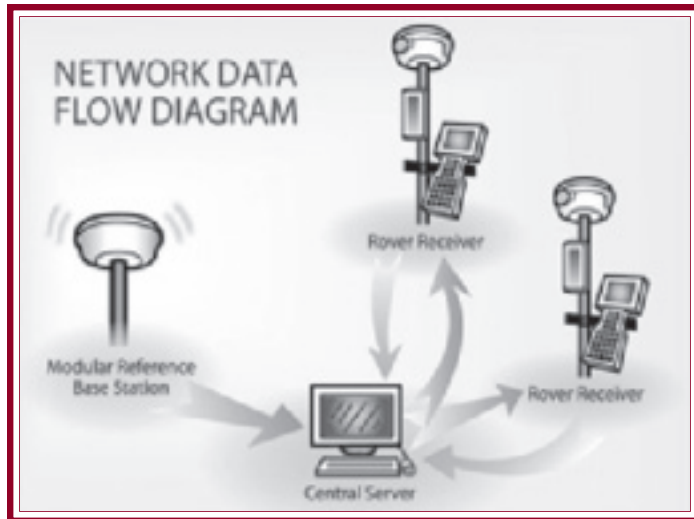 NETWORK DATA
FLOW DIAGRAM
Rover Receiver
Modular Reference
Base Station
Rover Receiver
Central Server